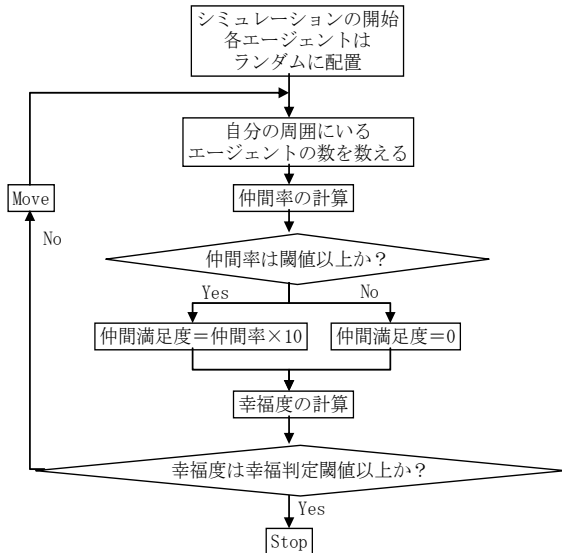 シミュレーションの開始
各エージェントは
ランダムに配置
自分の周囲にいる
エージェントの数を数える
Move
仲間率の計算
No
仲間率は閾値以上か？
Yes
No
仲間満足度＝仲間率×10
仲間満足度＝0
幸福度の計算
幸福度は幸福判定閾値以上か？
Yes
Stop